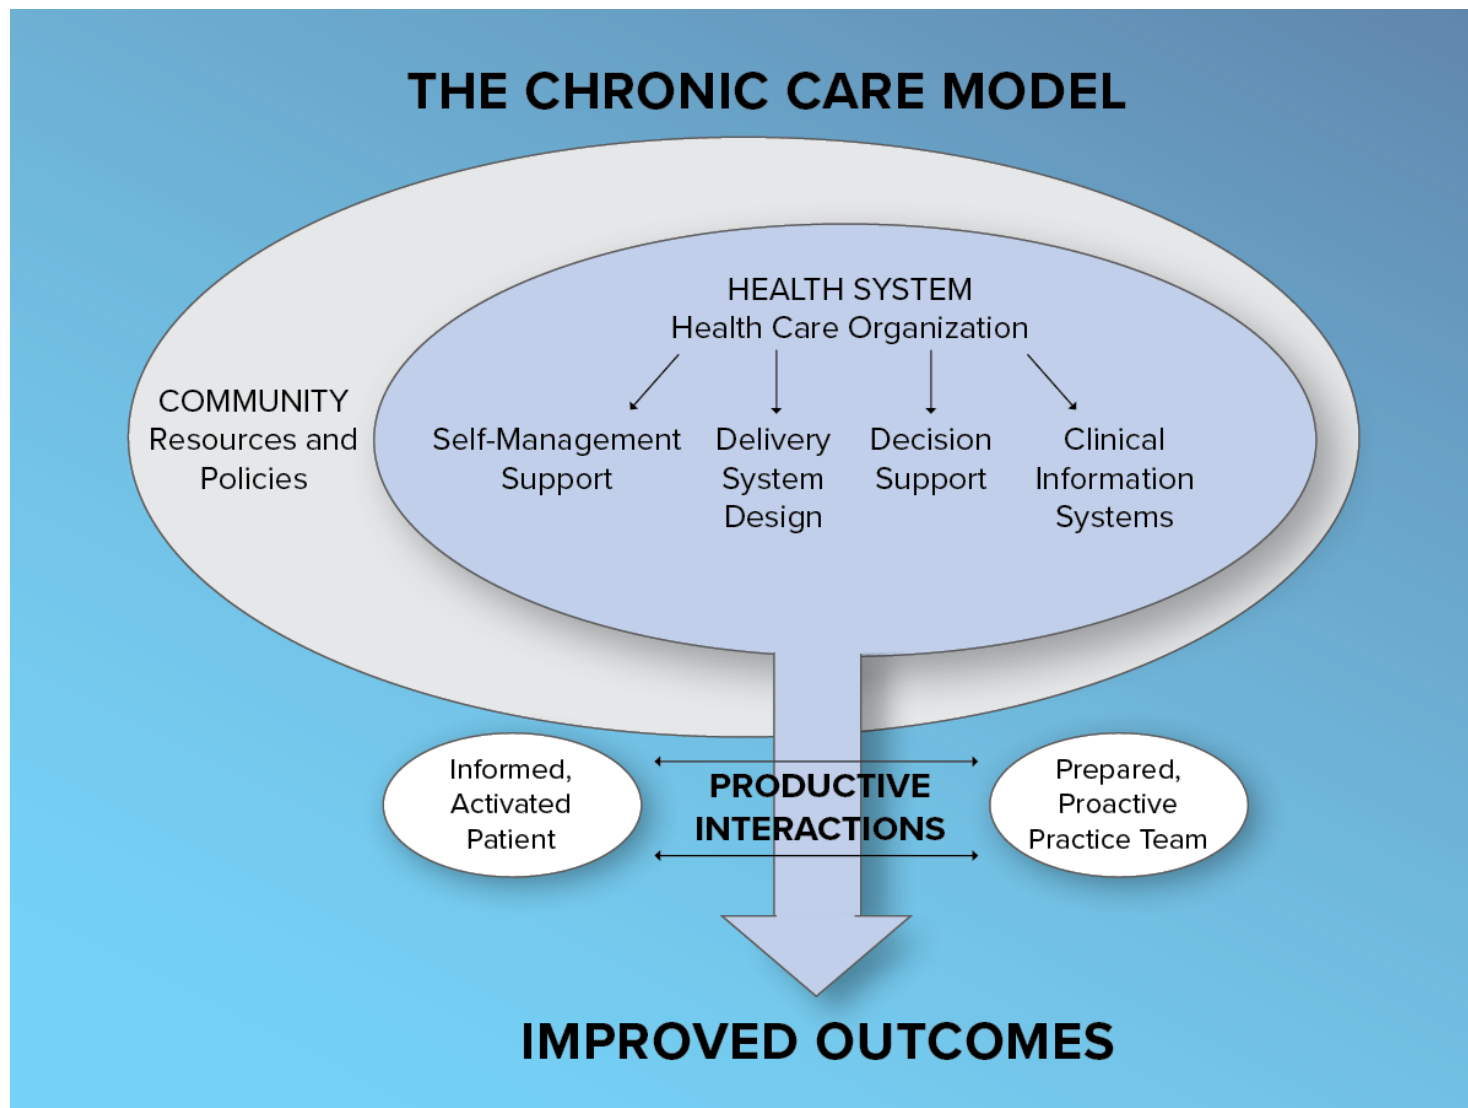 THE CHRONIC CARE MODEL
HEALTH SYSTEM
Health Care Organization
COMMUNITY
Resources and
Policies
Self-Management
Support
Delivery
System
Design
Decision
Support
Clinical
Information
Systems
Informed,
Activated
Patient
PRODUCTIVE
INTERACTIONS
Prepared,
Proactive
Practice Team
IMPROVED OUTCOMES